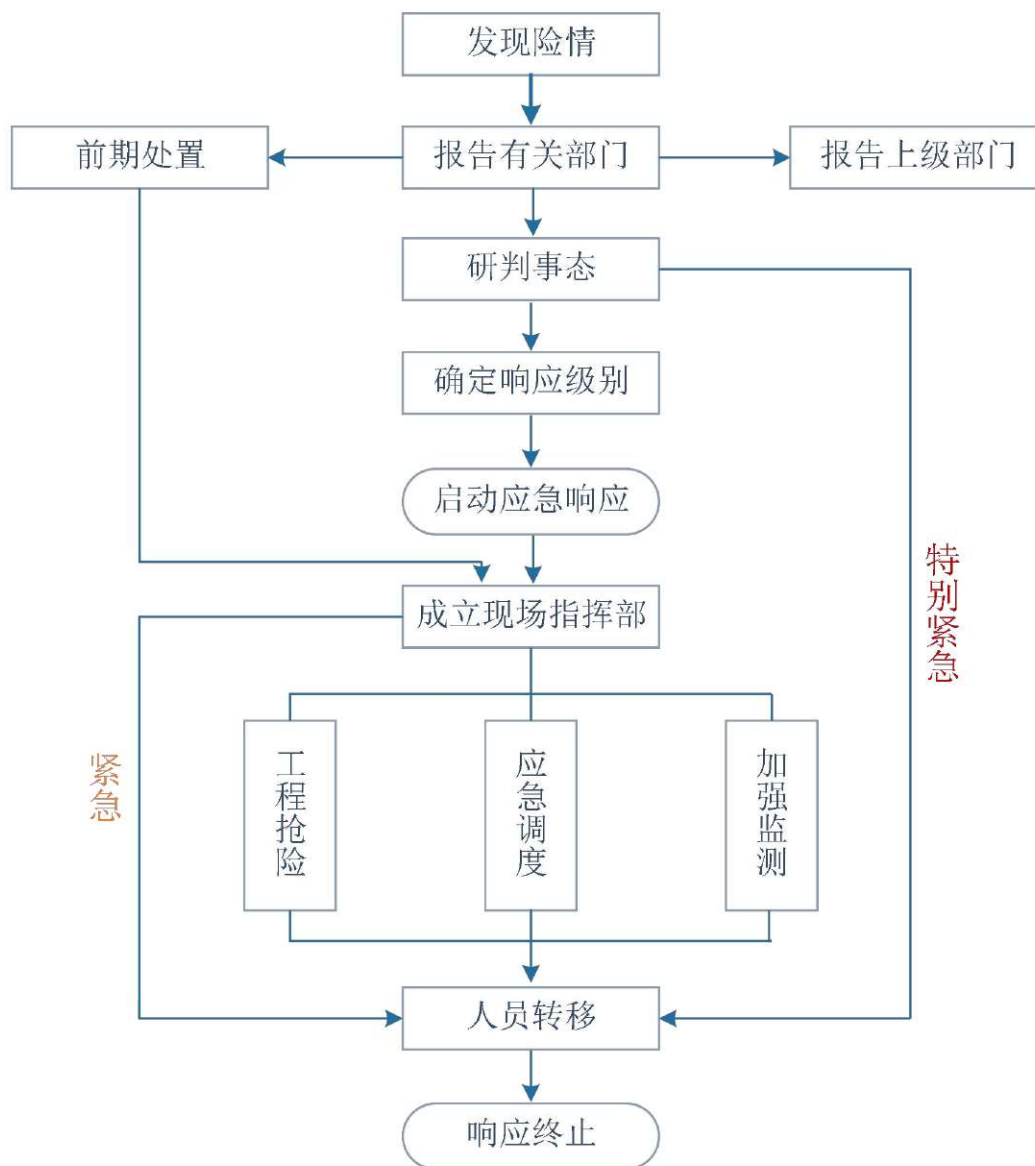 发现险情
前期处置
报告有关部门
报告上级部门
研判事态
确定响应级别
启动应急响应
成立现场指挥部
特别紧急
紧急
工程抢险
应急调度
加强监测
人员转移
响应终止